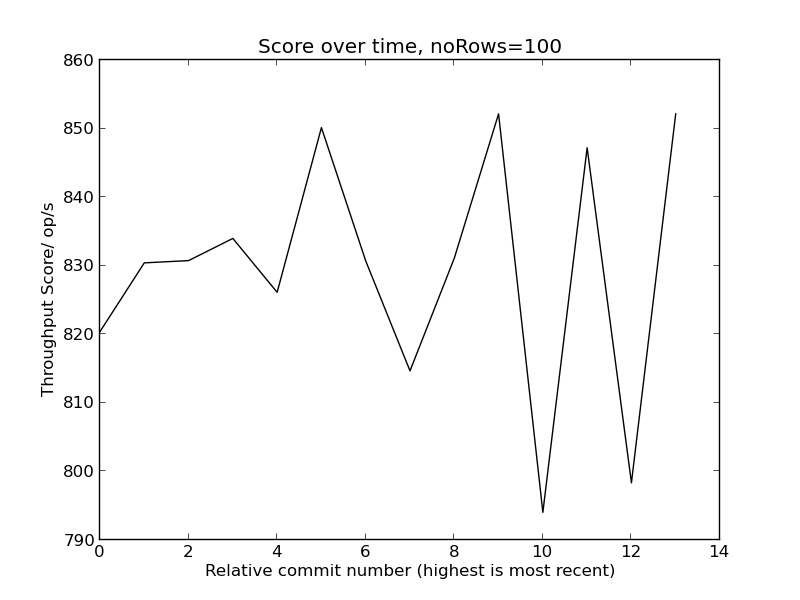 Score over time, noRows=100
860
850
840
830
820
810
800
790
Throughput Score/ op/s
0 2 4 6 8 10 12 14
Relative commit number (highest is most recent)